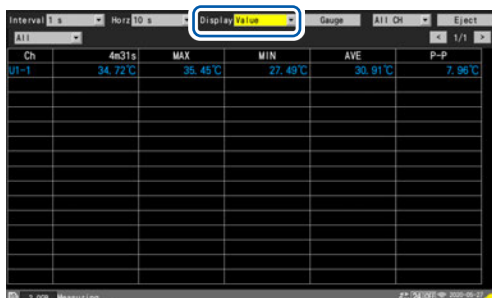 Interval 1 s Horz 10 s Display Value Gauge All CH Eject
All < 1/1 >
Ch 4m31s MAX MIN AVE P-P
U1-1 34.72℃ 35.45℃ 27.49℃ 30.91℃ 7.96℃
Measuring 2020-05-27